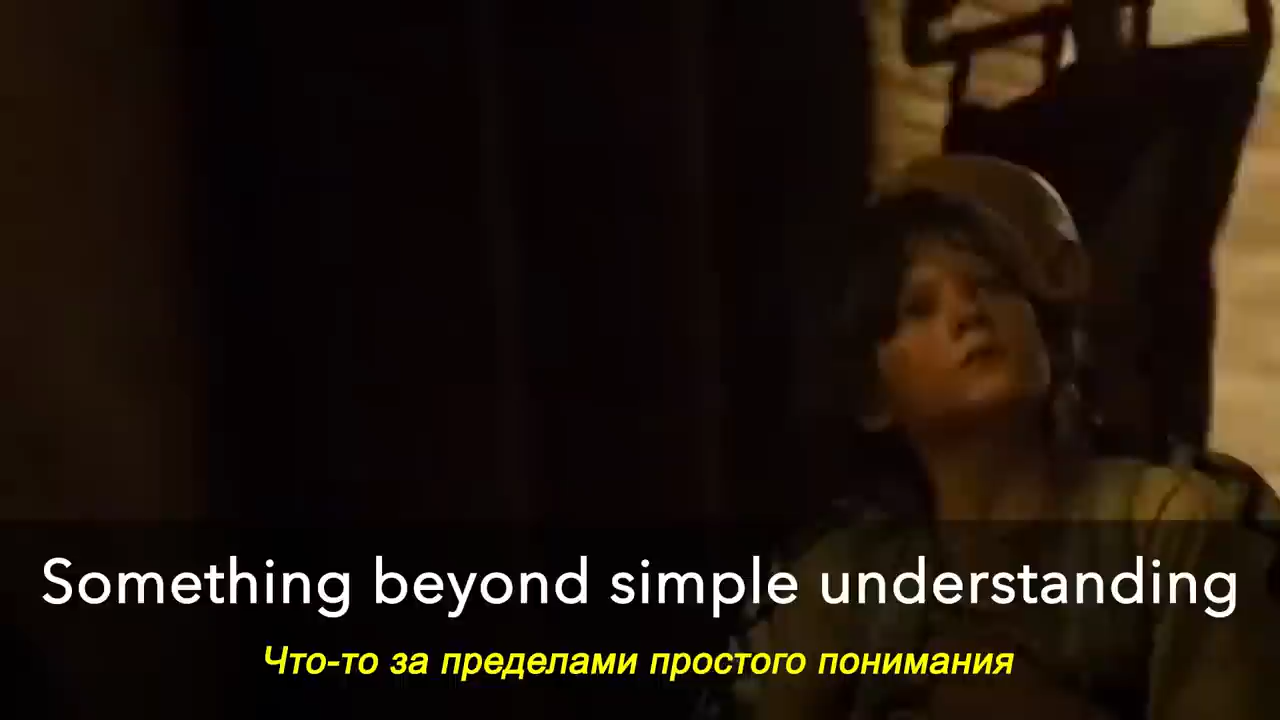 Something beyond simple understanding
Что-то за пределами простого понимания